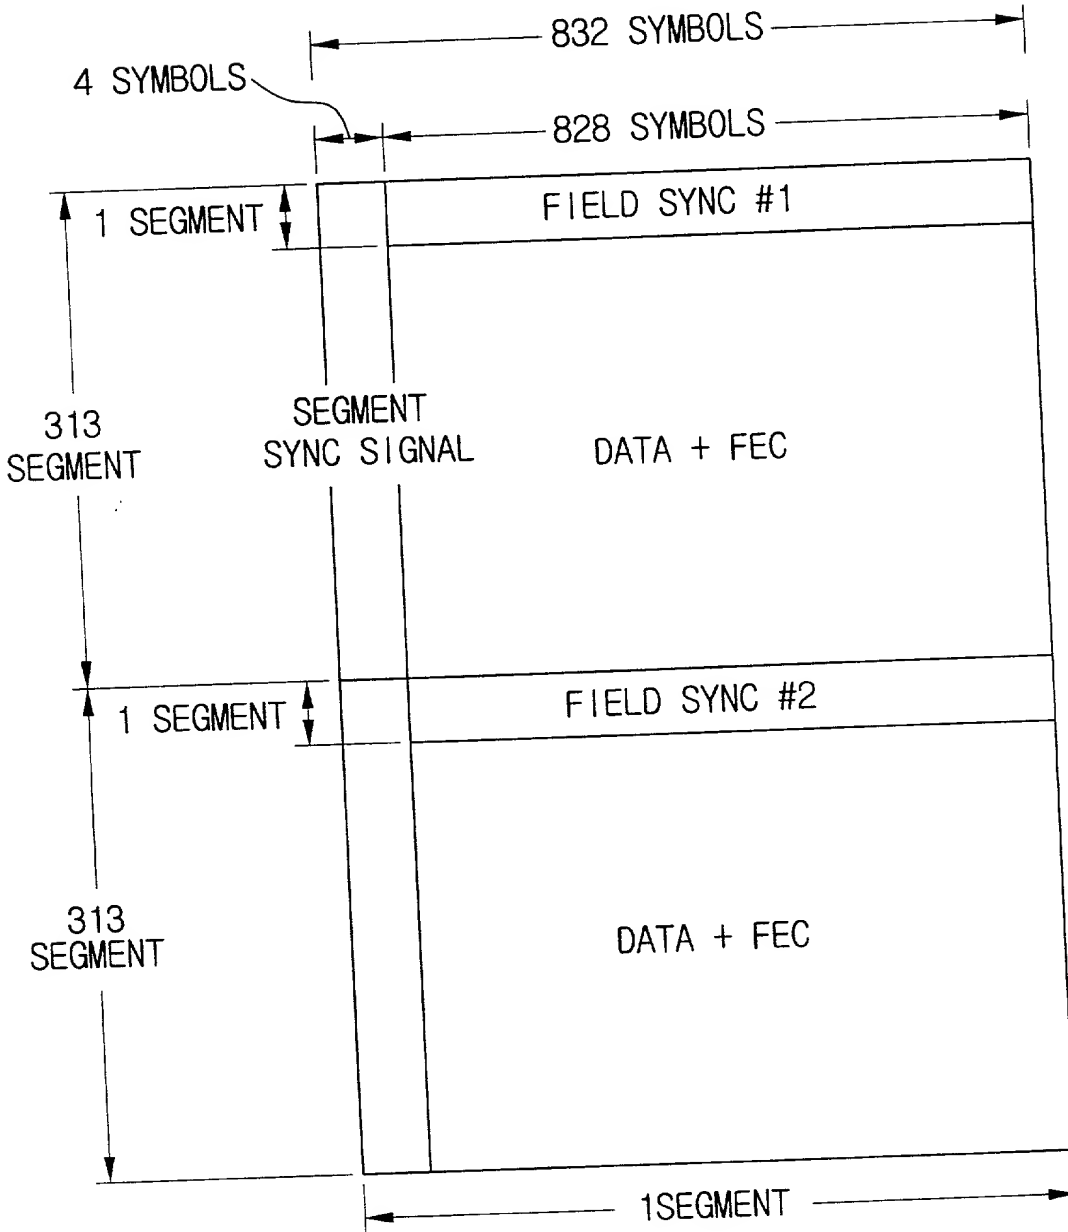 832 SYMBOLS
4 SYMBOLS
828 SYMBOLS
1 SEGMENT
FIELD SYNC #1
313
SEGMENT
SEGMENT
SYNC SIGNAL
DATA + FEC
1 SEGMENT
FIELD SYNC #2
313
SEGMENT
DATA + FEC
1SEGMENT